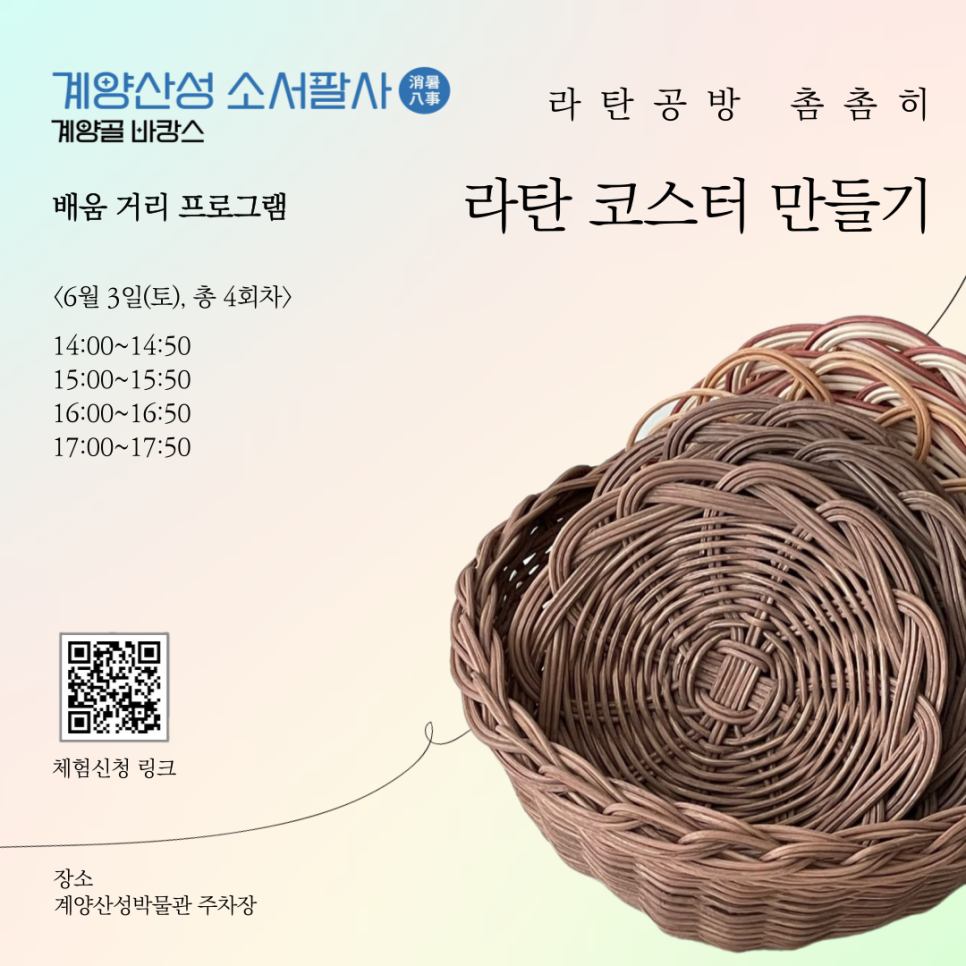 계양산성 소서팔사 消暑八事
계양골 바캉스
라탄공방 촘촘히
배움 거리 프로그램
라탄 코스터 만들기
<6월 3일(토), 총 4회차>
14:00~14:50
15:00~15:50
16:00~16:50
17:00~17:50
체험신청 링크
장소
계양산성박물관 주차장